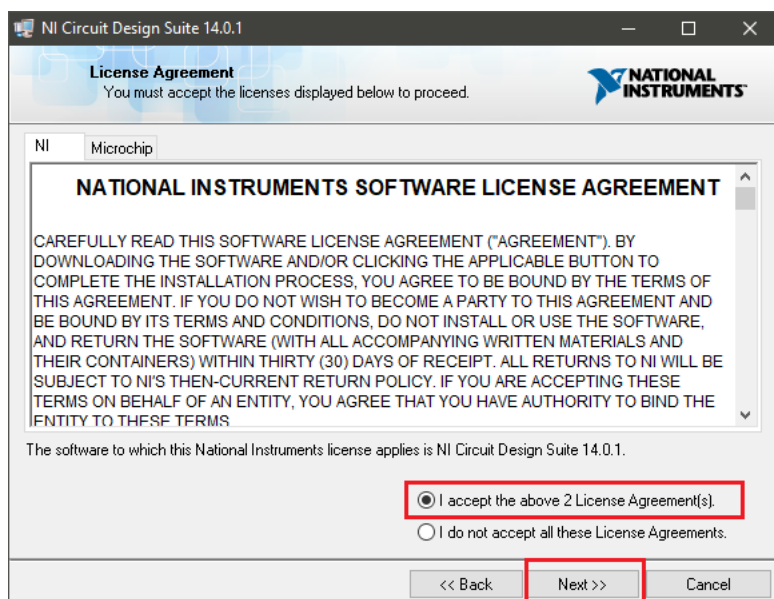 NI Circuit Design Suite 14.0.1
License Agreement
You must accept the licenses displayed below to proceed.
NATIONAL
INSTRUMENTS
NI
Microchip
NATIONAL INSTRUMENTS SOFTWARE LICENSE AGREEMENT
CAREFULLY READ THIS SOFTWARE LICENSE AGREEMENT ("AGREEMENT"). BY
DOWNLOADING THE SOFTWARE AND/OR CLICKING THE APPLICABLE BUTTON TO
COMPLETE THE INSTALLATION PROCESS, YOU AGREE TO BE BOUND BY THE TERMS OF
THIS AGREEMENT. IF YOU DO NOT WISH TO BECOME A PARTY TO THIS AGREEMENT AND
BE BOUND BY ITS TERMS AND CONDITIONS, DO NOT INSTALL OR USE THE SOFTWARE,
AND RETURN THE SOFTWARE (WITH ALL ACCOMPANYING WRITTEN MATERIALS AND
THEIR CONTAINERS) WITHIN THIRTY (30) DAYS OF RECEIPT. ALL RETURNS TO NI WILL BE
SUBJECT TO NI'S THEN-CURRENT RETURN POLICY. IF YOU ARE ACCEPTING THESE
TERMS ON BEHALF OF AN ENTITY, YOU AGREE THAT YOU HAVE AUTHORITY TO BIND THE
ENTITY TO THESE TERMS
The software to which this National Instruments license applies is NI Circuit Design Suite 14.0.1.
I accept the above 2 License Agreement(s).
I do not accept all these License Agreements.
<< Back
Next >>
Cancel